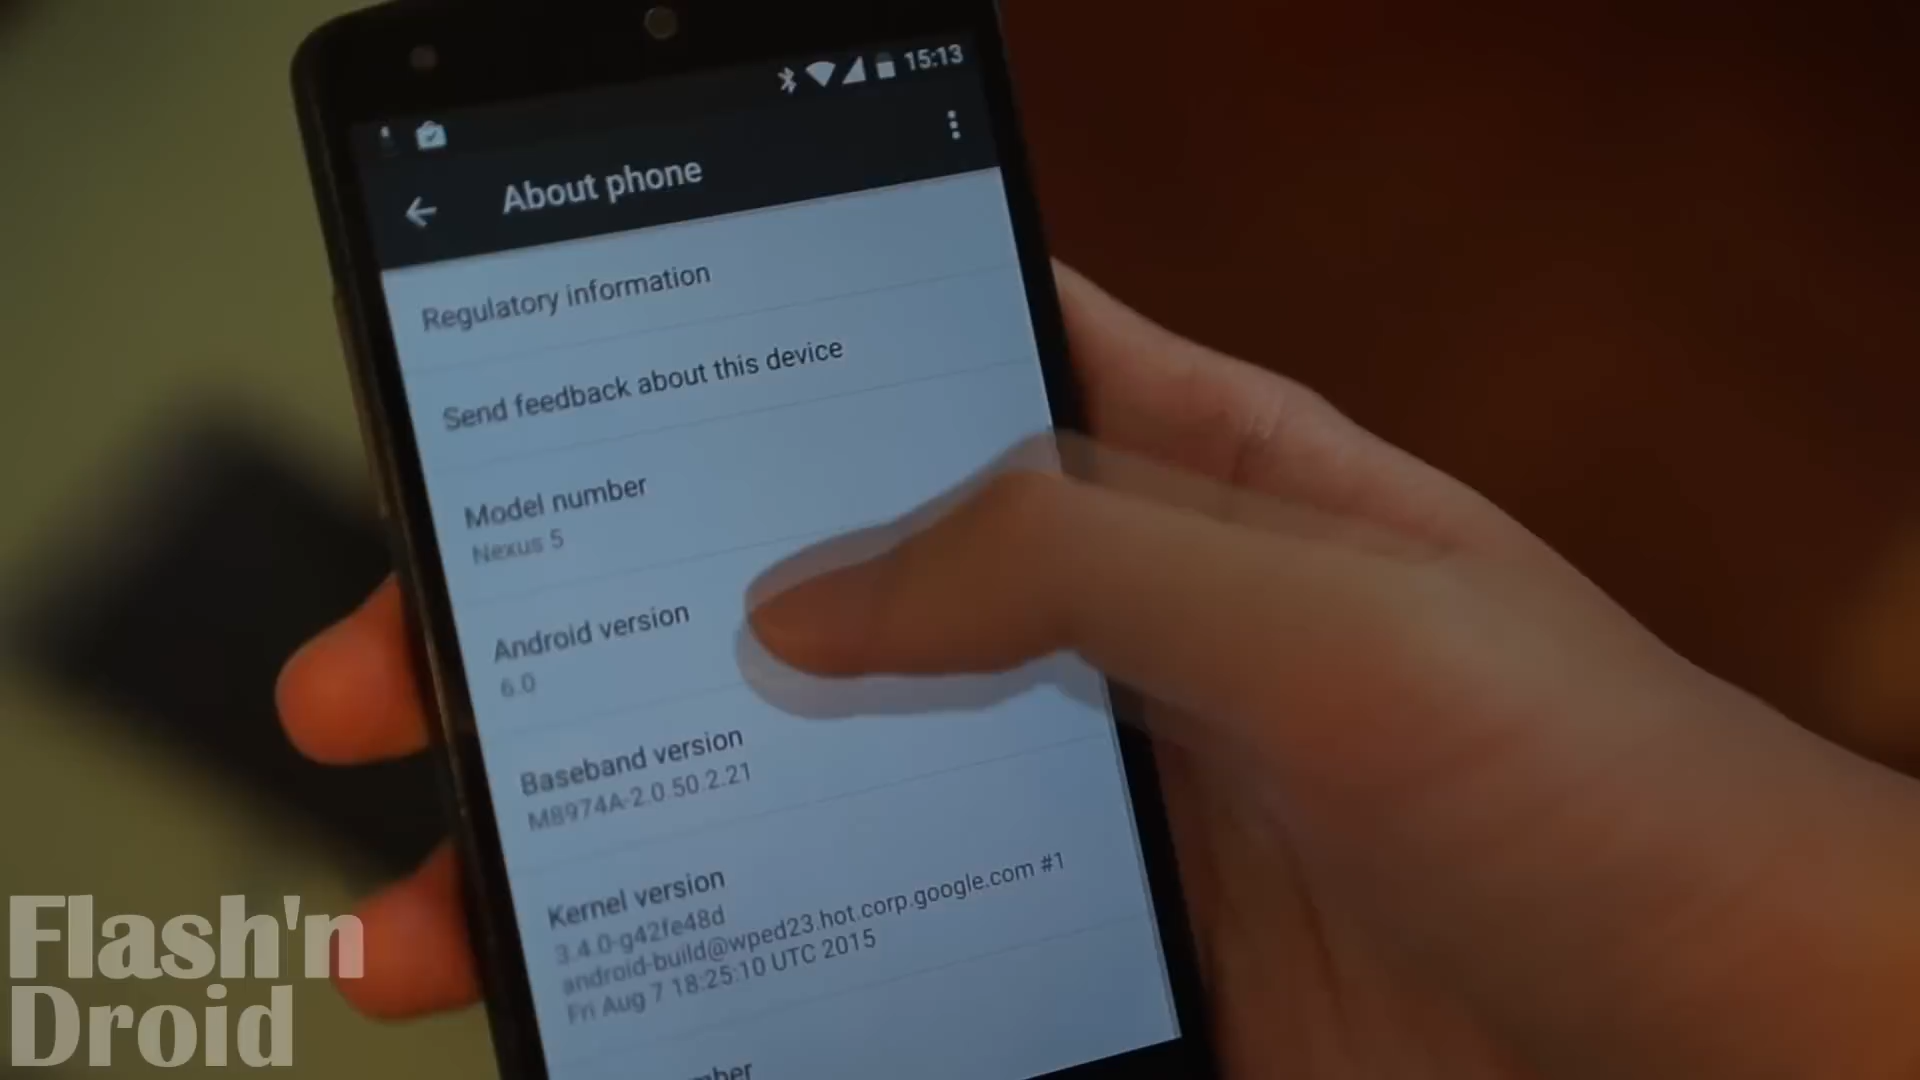 15:13
About phone
Regulatory information
Send feedback about this device
Model number
Nexus 5
Android version
6.0
Baseband version
M8974A-2.0.50.2.21
Kernel version
3.4.0-g42fe48d
android-build@wped23.hot.corp.google.com #1
Fri Aug 7 18:25:10 UTC 2015
Flash'n
Droid